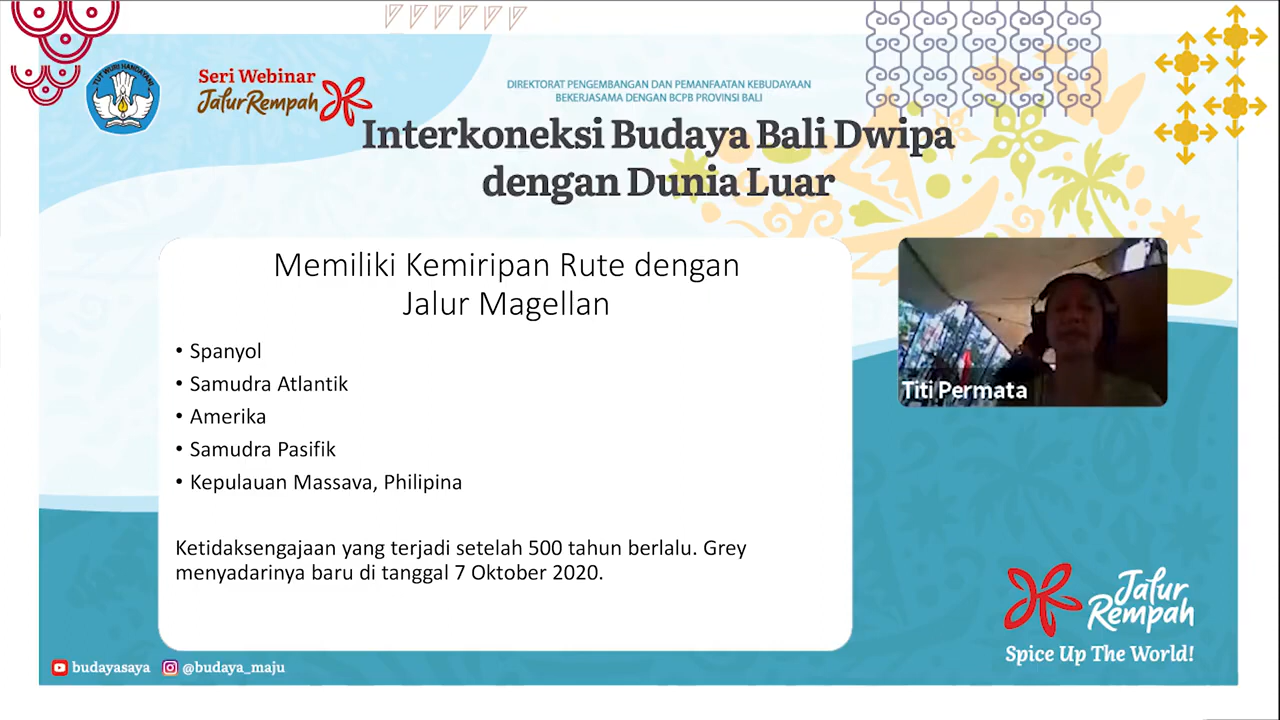 TUT WURI HANDAYANI
Seri Webinar
Jalur Rempah
DIREKTORAT PENGEMBANGAN DAN PEMANFAATAN KEBUDAYAAN
BEKERJASAMA DENGAN BCPB PROVINSI BALI
Interkoneksi Budaya Bali Dwipa
dengan Dunia Luar
Memiliki Kemiripan Rute dengan
Jalur Magellan
• Spanyol
• Samudra Atlantik
• Amerika
• Samudra Pasifik
• Kepulauan Massava, Philipina
Ketidaksengajaan yang terjadi setelah 500 tahun berlalu. Grey
menyadarinya baru di tanggal 7 Oktober 2020.
Titi Permata
Jalur
Rempah
Spice Up The World!
budayasaya @budaya_maju